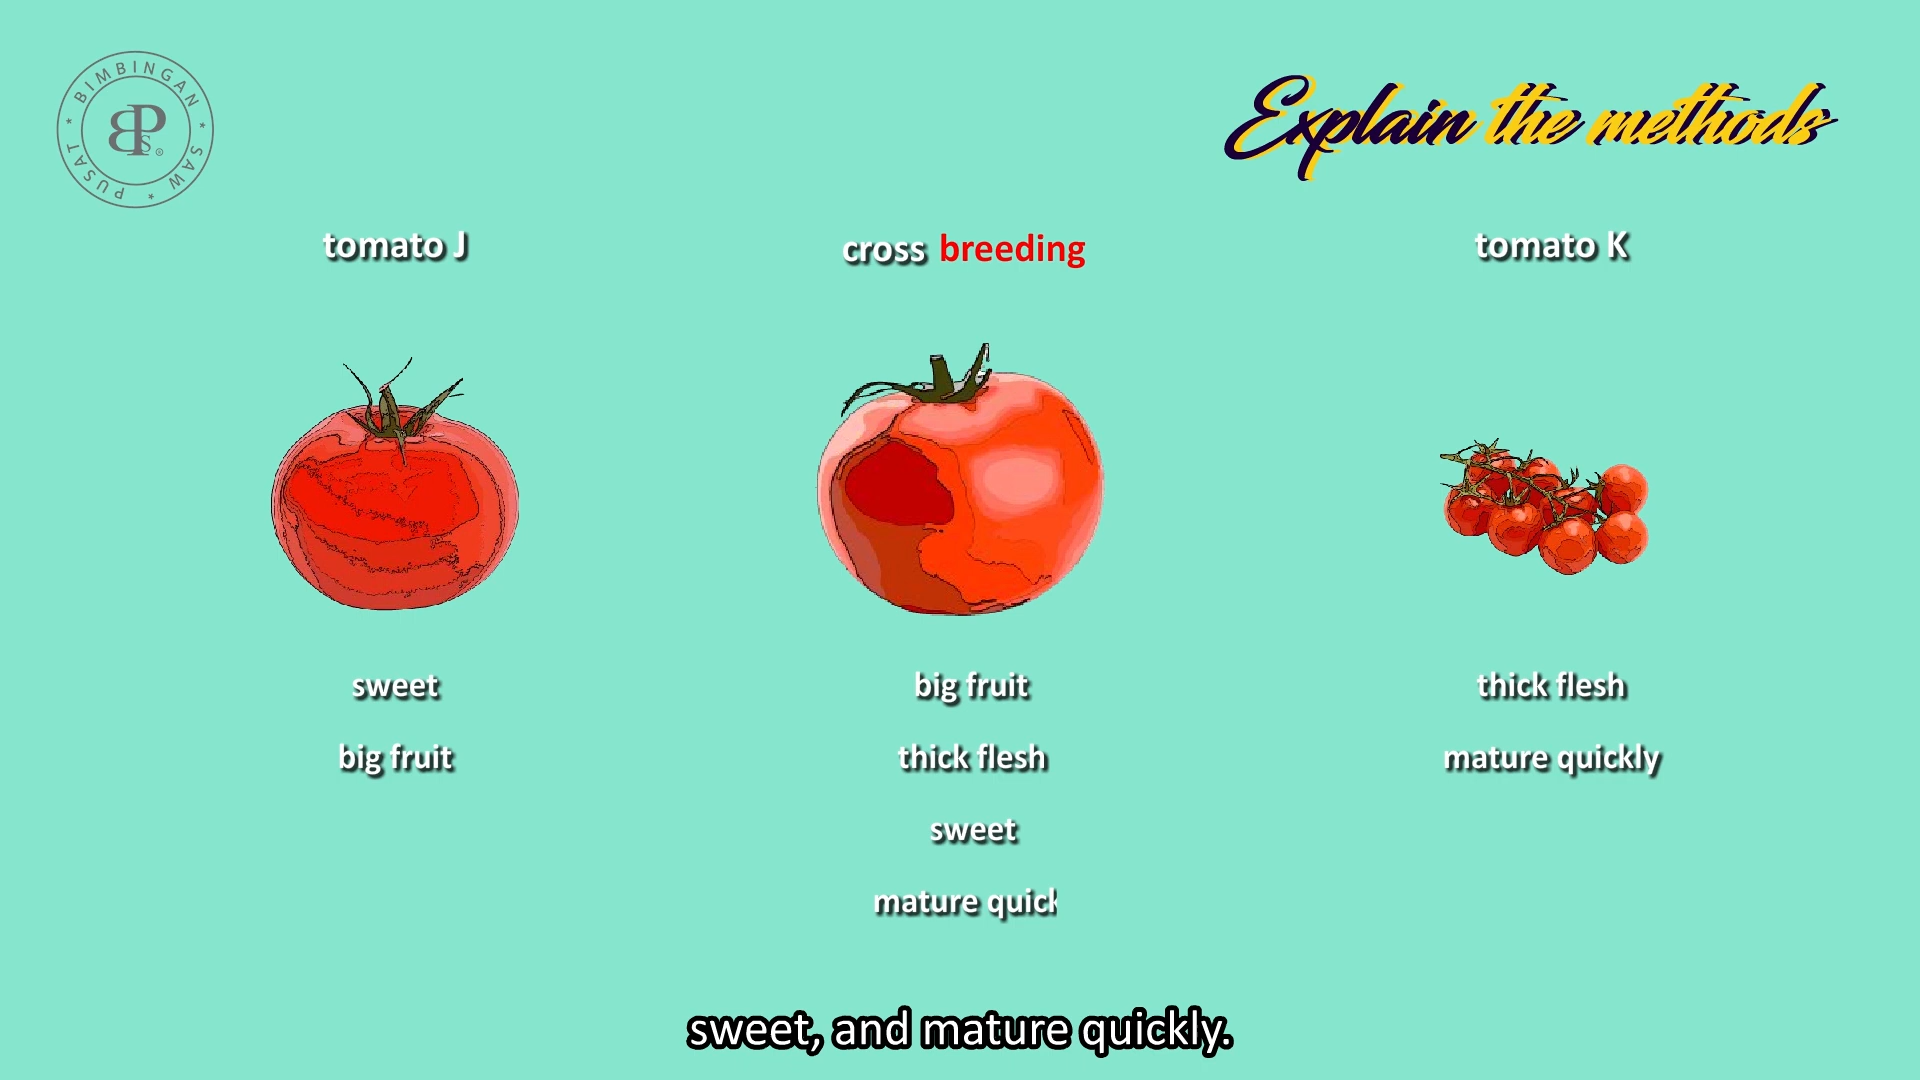 PUSAT * BIMBINGAN * SAW *
BPS®
Explain the methods
tomato J
cross breeding
tomato K
sweet
big fruit
thick flesh
big fruit
thick flesh
mature quickly
sweet
mature quick
sweet, and mature quickly.